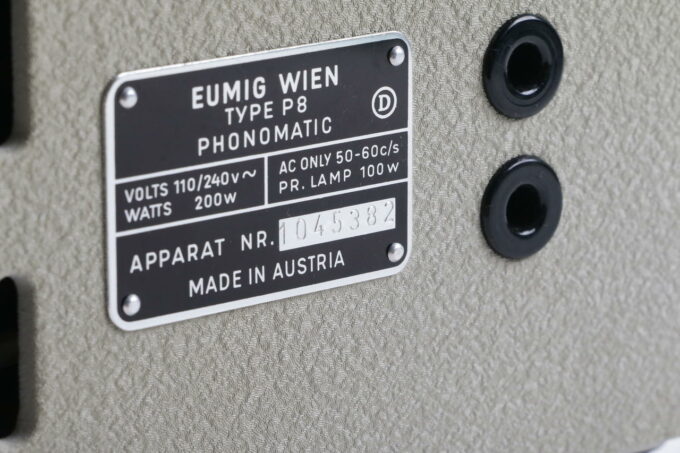 EUMIG WIEN
TYPE P8
PHONOMATIC
D
VOLTS 110/240V~
WATTS 200W
AC ONLY 50-60c/s
PR. LAMP 100W
APPARAT NR. 1045382
MADE IN AUSTRIA